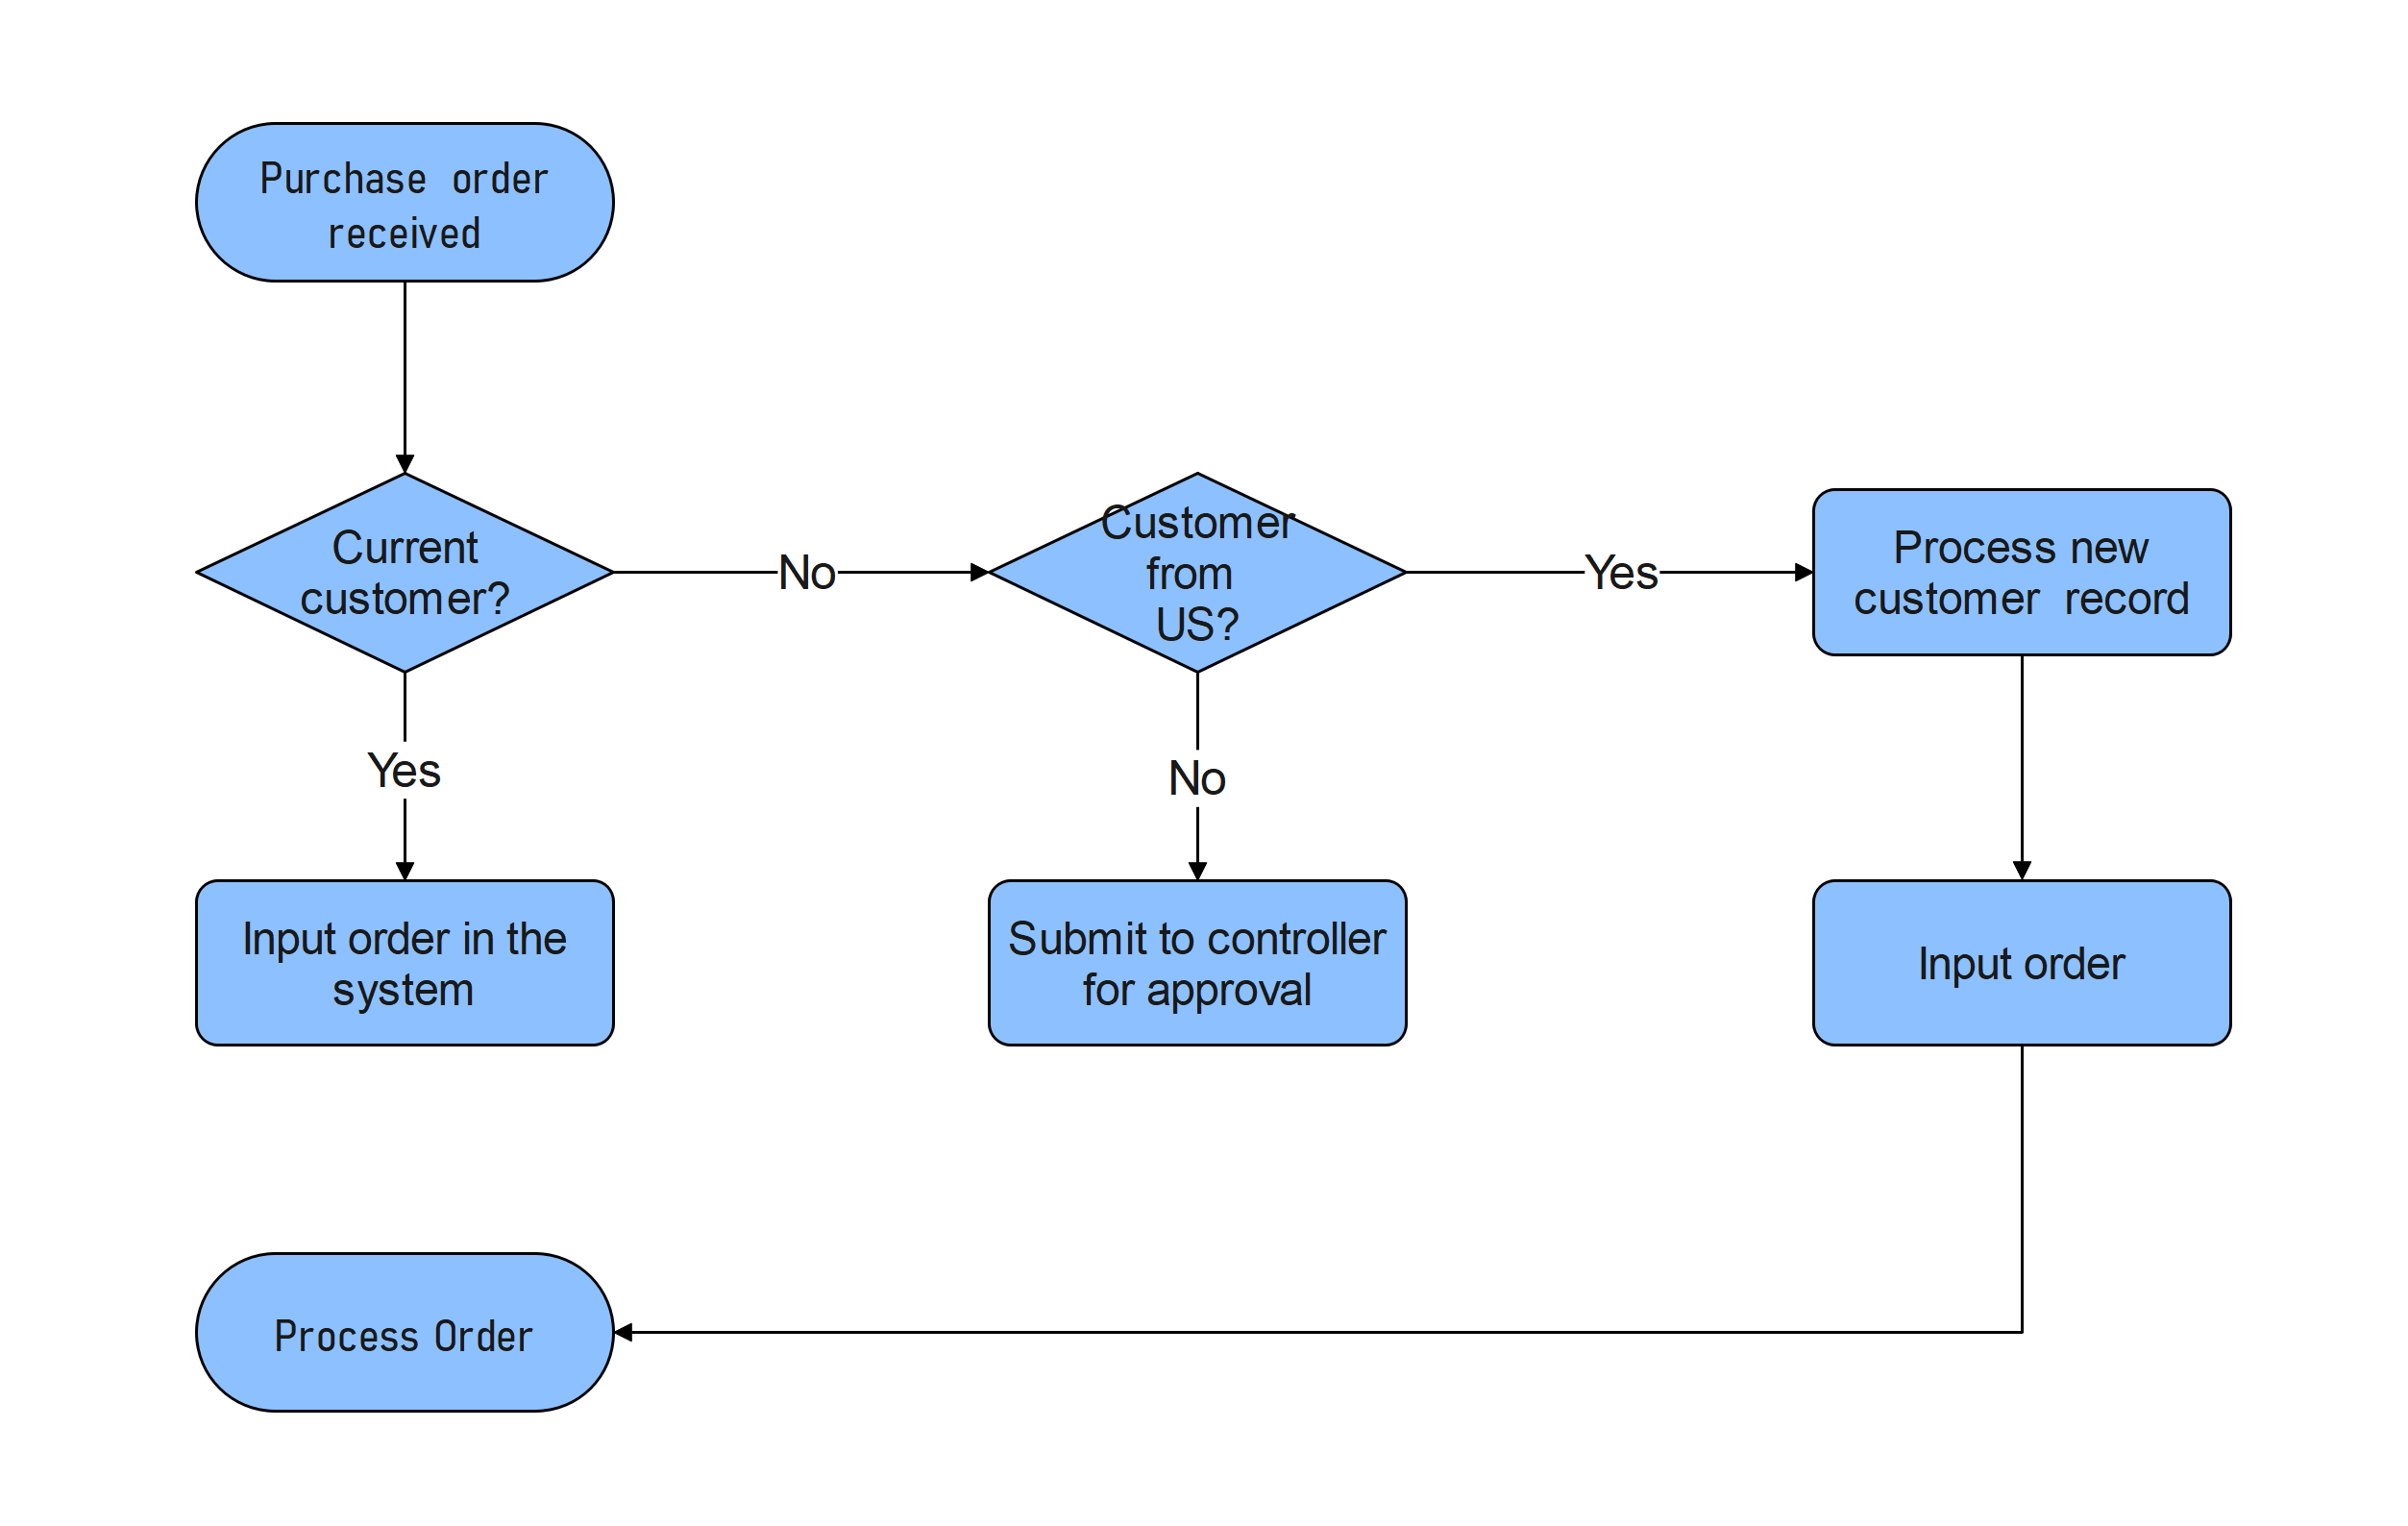 Purchase order
received
Current
customer?
No
Customer
from
US?
Yes
Process new
customer record
Yes
No
Input order in the
system
Submit to controller
for approval
Input order
Process Order